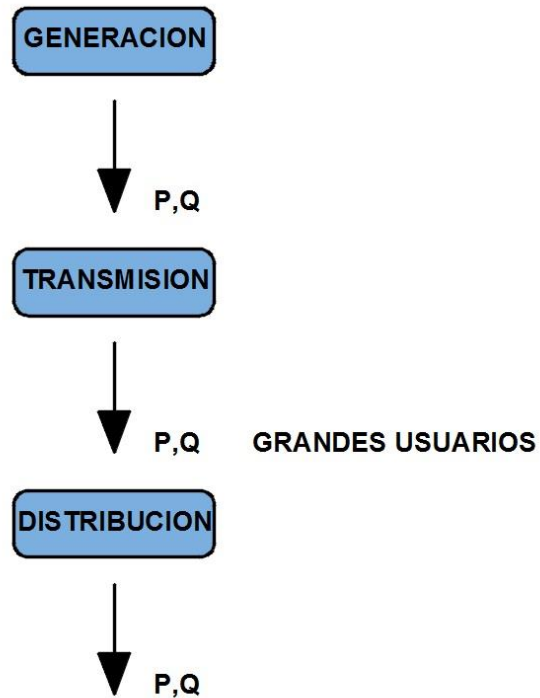 GENERACION
P,Q
TRANSMISION
P,Q GRANDES USUARIOS
DISTRIBUCION
P,Q